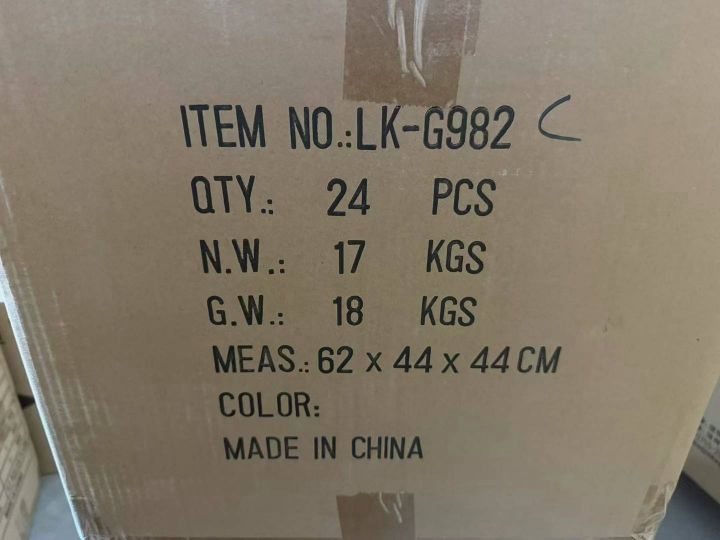 ITEM NO.:LK-G982 C
QTY.: 24 PCS
N.W.: 17 KGS
G.W.: 18 KGS
MEAS.: 62 x 44 x 44 CM
COLOR:
MADE IN CHINA